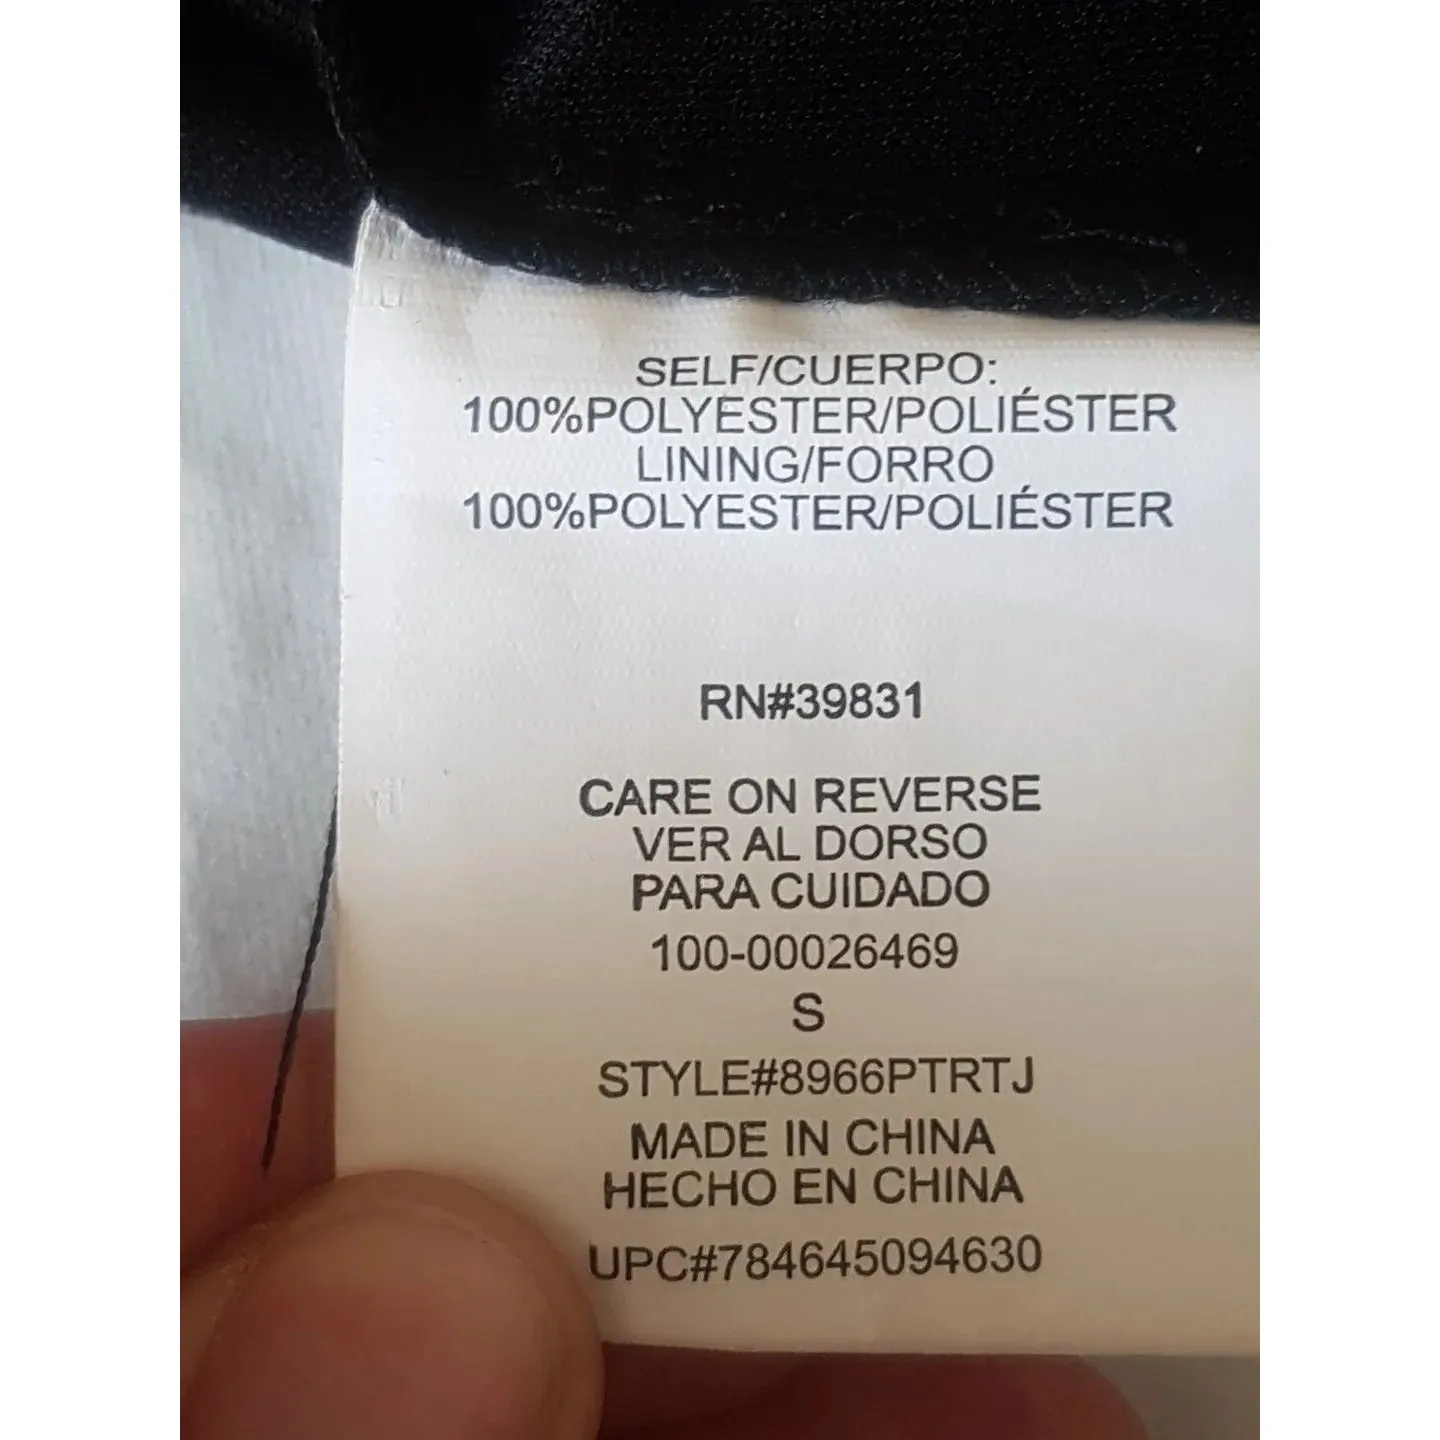 SELF/CUERPO:
100%POLYESTER/POLIÉSTER
LINING/FORRO
100%POLYESTER/POLIÉSTER
RN#39831
CARE ON REVERSE
VER AL DORSO
PARA CUIDADO
100-00026469
S
STYLE#8966PTRTJ
MADE IN CHINA
HECHO EN CHINA
UPC#784645094630